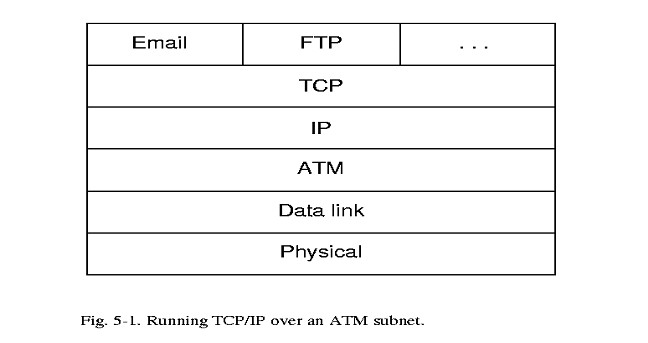 Email FTP . . .
TCP
IP
ATM
Data link
Physical
Fig. 5-1. Running TCP/IP over an ATM subnet.